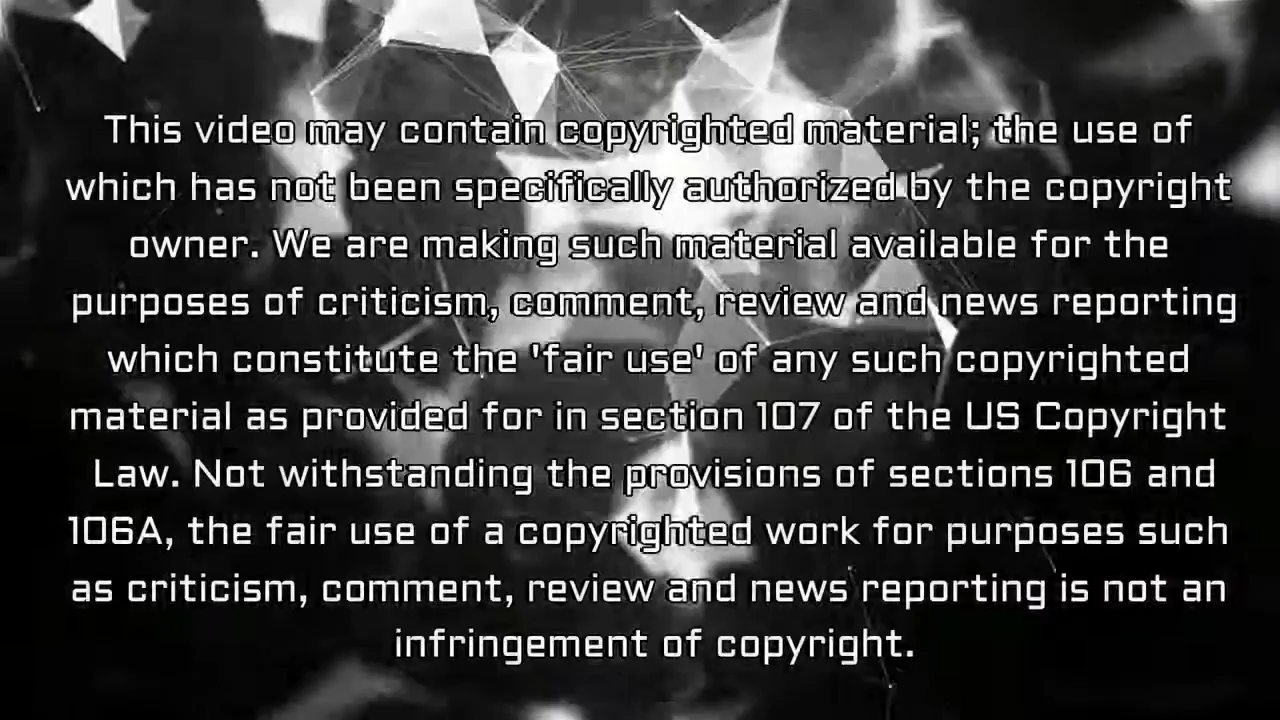 This video may contain copyrighted material; the use of
which has not been specifically authorized by the copyright
owner. We are making such material available for the
purposes of criticism, comment, review and news reporting
which constitute the 'fair use' of any such copyrighted
material as provided for in section 107 of the US Copyright
Law. Not withstanding the provisions of sections 106 and
106A, the fair use of a copyrighted work for purposes such
as criticism, comment, review and news reporting is not an
infringement of copyright.